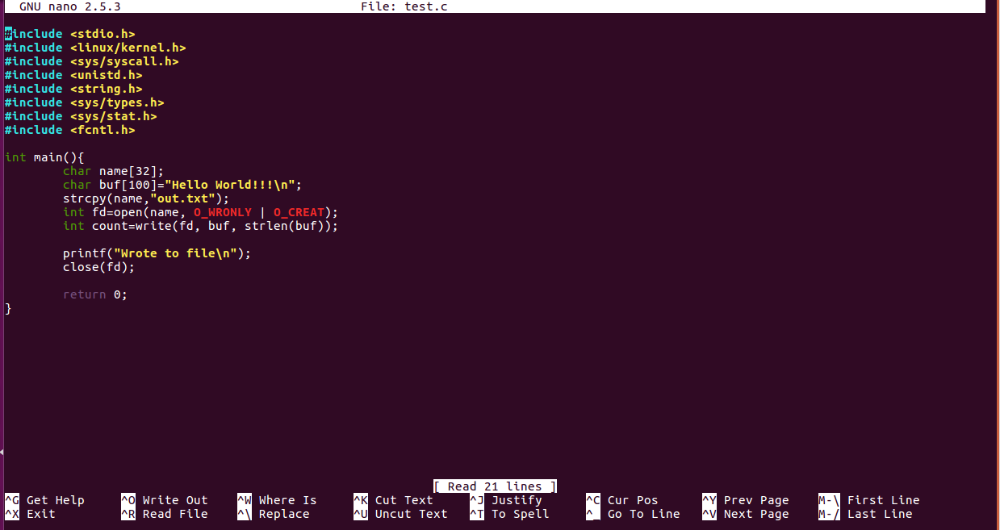 GNU nano 2.5.3 File: test.c
#include <stdio.h>
#include <linux/kernel.h>
#include <sys/syscall.h>
#include <unistd.h>
#include <string.h>
#include <sys/types.h>
#include <sys/stat.h>
#include <fcntl.h>
int main(){
char name[32];
char buf[100]="Hello World!!!\n";
strcpy(name,"out.txt");
int fd=open(name, O_WRONLY | O_CREAT);
int count=write(fd, buf, strlen(buf));
printf("Wrote to file\n");
close(fd);
return 0;
}
[ Read 21 lines ]
^G Get Help ^O Write Out ^W Where Is ^K Cut Text ^J Justify ^C Cur Pos ^Y Prev Page M-\ First Line
^X Exit ^R Read File ^\ Replace ^U Uncut Text ^T To Spell ^_ Go To Line ^V Next Page M-/ Last Line